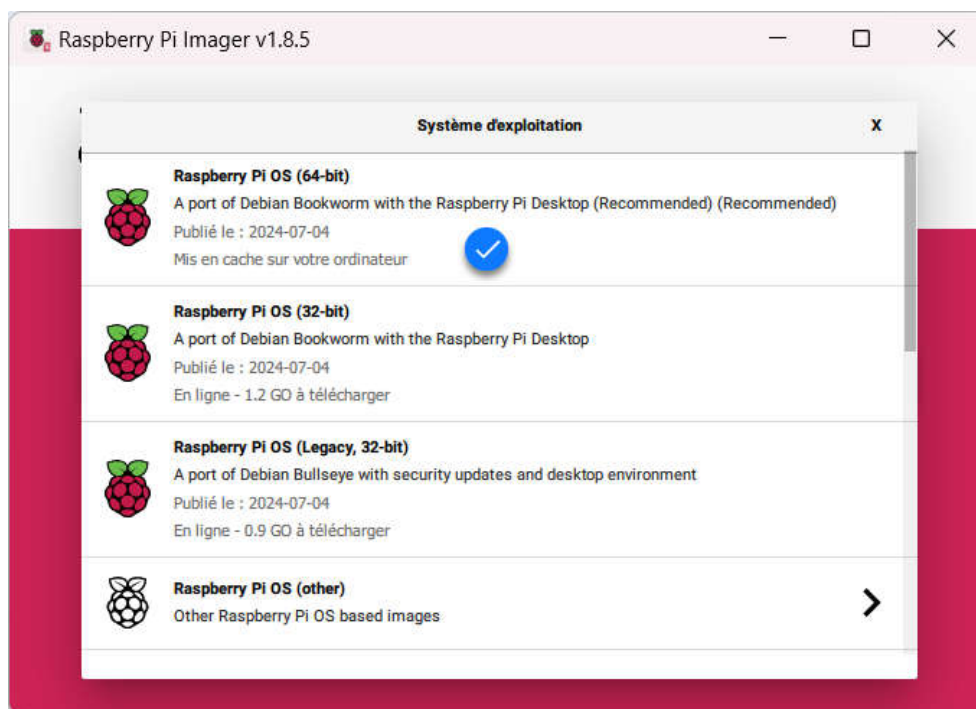 Raspberry Pi Imager v1.8.5
Système d'exploitation
X
Raspberry Pi OS (64-bit)
A port of Debian Bookworm with the Raspberry Pi Desktop (Recommended) (Recommended)
Publié le : 2024-07-04
Mis en cache sur votre ordinateur
Raspberry Pi OS (32-bit)
A port of Debian Bookworm with the Raspberry Pi Desktop
Publié le : 2024-07-04
En ligne - 1.2 GO à télécharger
Raspberry Pi OS (Legacy, 32-bit)
A port of Debian Bullseye with security updates and desktop environment
Publié le : 2024-07-04
En ligne - 0.9 GO à télécharger
Raspberry Pi OS (other)
Other Raspberry Pi OS based images